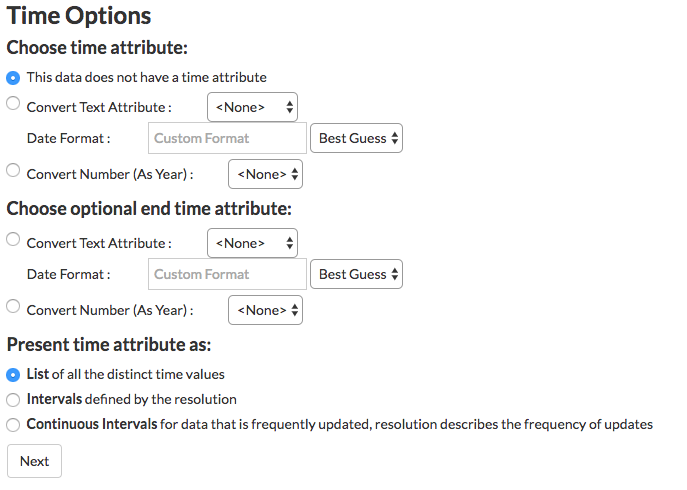 Time Options
Choose time attribute:
This data does not have a time attribute
Convert Text Attribute : <None>
Date Format : Custom Format Best Guess
Convert Number (As Year) : <None>
Choose optional end time attribute:
Convert Text Attribute : <None>
Date Format : Custom Format Best Guess
Convert Number (As Year) : <None>
Present time attribute as:
List of all the distinct time values
Intervals defined by the resolution
Continuous Intervals for data that is frequently updated, resolution describes the frequency of updates
Next